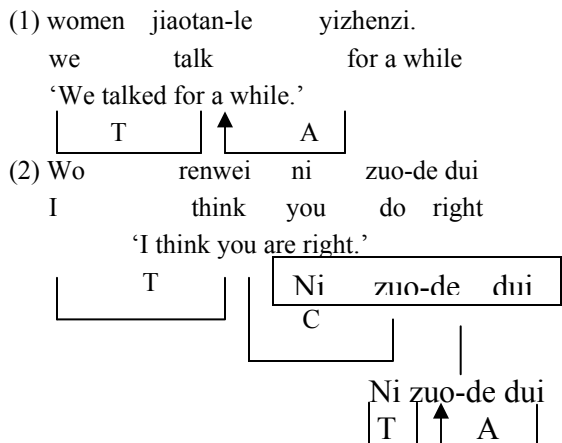 (1) women jiaotan-le yizhenzi.
we talk for a while
‘We talked for a while.’
T A
(2) Wo renwei ni zuo-de dui
I think you do right
‘I think you are right.’
T Ni zuo-de dui
C
Ni zuo-de dui
T A